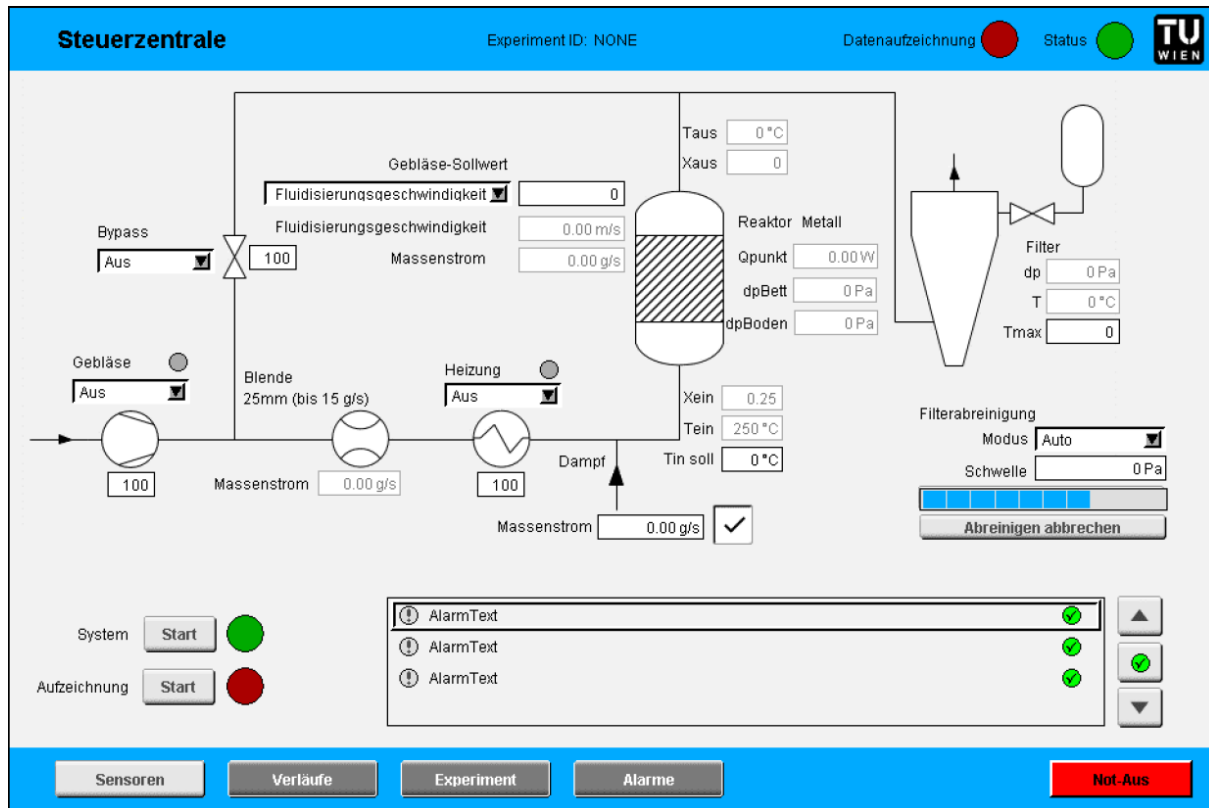 Steuerzentrale
Experiment ID: NONE
Datenaufzeichnung
Status
TU
WIEN
Taus 0 °C
Xaus 0
Gebläse-Sollwert
Fluidisierungsgeschwindigkeit 0
Fluidisierungsgeschwindigkeit 0.00 m/s
Massenstrom 0.00 g/s
Bypass
Aus
100
Reaktor Metall
Qpunkt 0.00 W
dpBett 0 Pa
dpBoden 0 Pa
Filter
dp 0 Pa
T 0 °C
Tmax 0
Gebläse
Aus
100
Blende
25mm (bis 15 g/s)
Massenstrom 0.00 g/s
Heizung
Aus
100
Xein 0.25
Tein 250 °C
Tin soll 0 °C
Dampf
Massenstrom 0.00 g/s
Filterabreinigung
Modus Auto
Schwelle 0 Pa
Abreinigen abbrechen
System Start
Aufzeichnung Start
AlarmText
AlarmText
AlarmText
Sensoren
Verläufe
Experiment
Alarme
Not-Aus